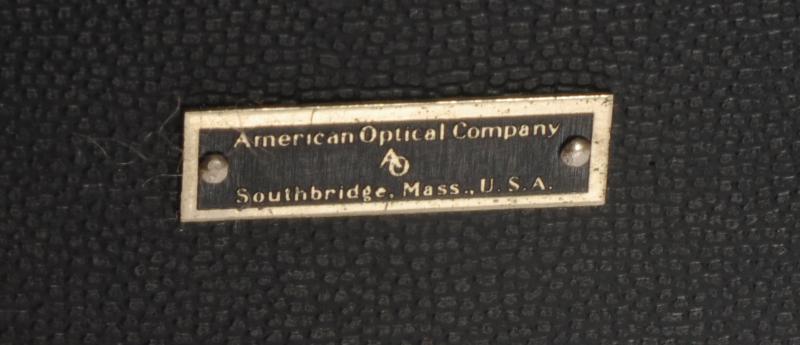 American Optical Company
AO
Southbridge, Mass., U.S.A.